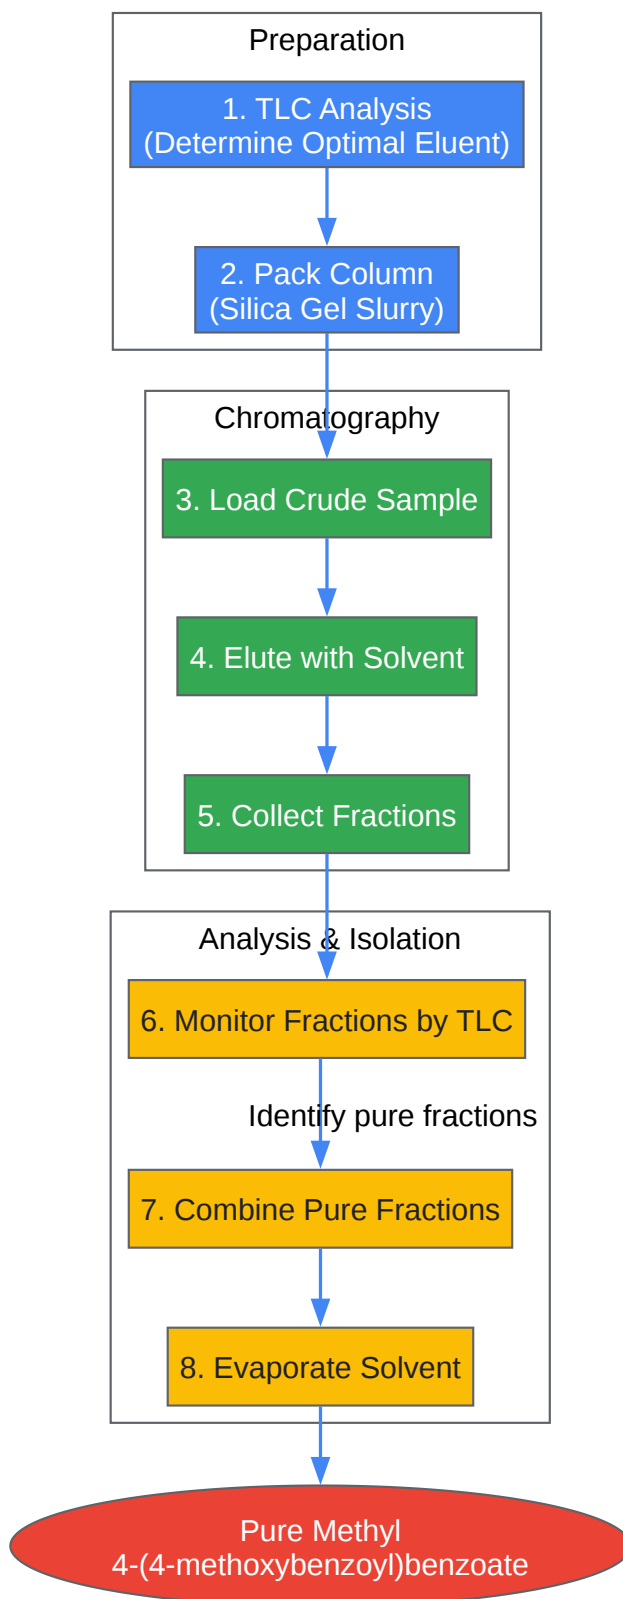 Preparation
1. TLC Analysis
(Determine Optimal Eluent)
2. Pack Column
(Silica Gel Slurry)
Chromatography
3. Load Crude Sample
4. Elute with Solvent
5. Collect Fractions
Analysis & Isolation
6. Monitor Fractions by TLC
Identify pure fractions
7. Combine Pure Fractions
8. Evaporate Solvent
Pure Methyl
4-(4-methoxybenzoyl)benzoate